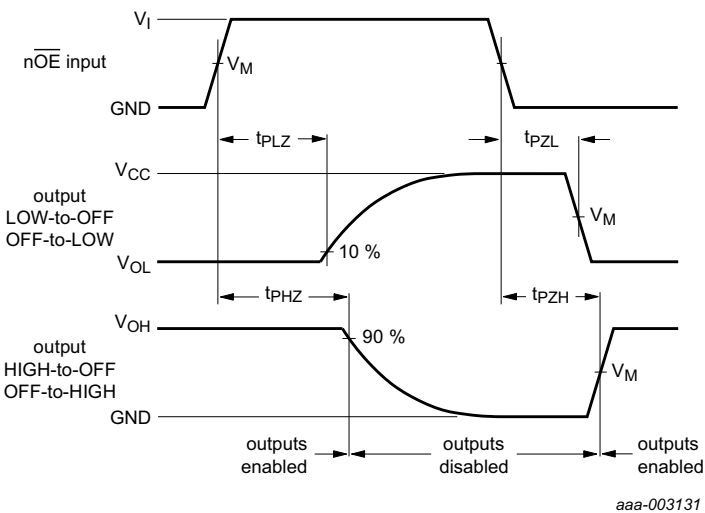 V_I
nO̅E̅ input
V_M
GND
t_PLZ
t_PZL
V_CC
output
LOW-to-OFF
OFF-to-LOW
V_M
10 %
V_OL
t_PHZ
t_PZH
V_OH
90 %
output
HIGH-to-OFF
OFF-to-HIGH
V_M
GND
outputs
enabled
outputs
disabled
outputs
enabled
aaa-003131